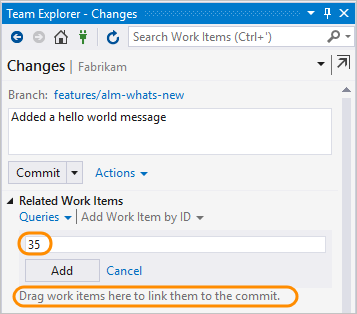 Team Explorer - Changes
Search Work Items (Ctrl+')
Changes | Fabrikam
Branch: features/alm-whats-new
Added a hello world message
Commit Actions
Related Work Items
Queries | Add Work Item by ID
35
Add Cancel
Drag work items here to link them to the commit.